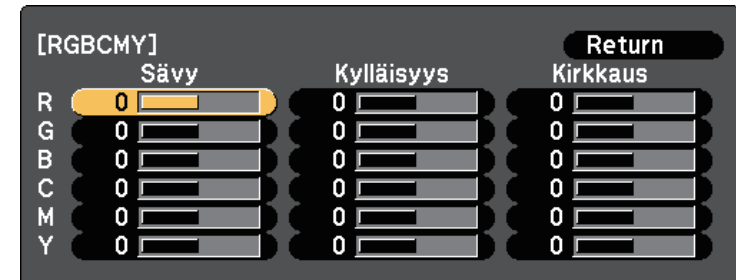 [RGBCMY] Return
Sävy Kylläisyys Kirkkaus
R 0 0 0
G 0 0 0
B 0 0 0
C 0 0 0
M 0 0 0
Y 0 0 0